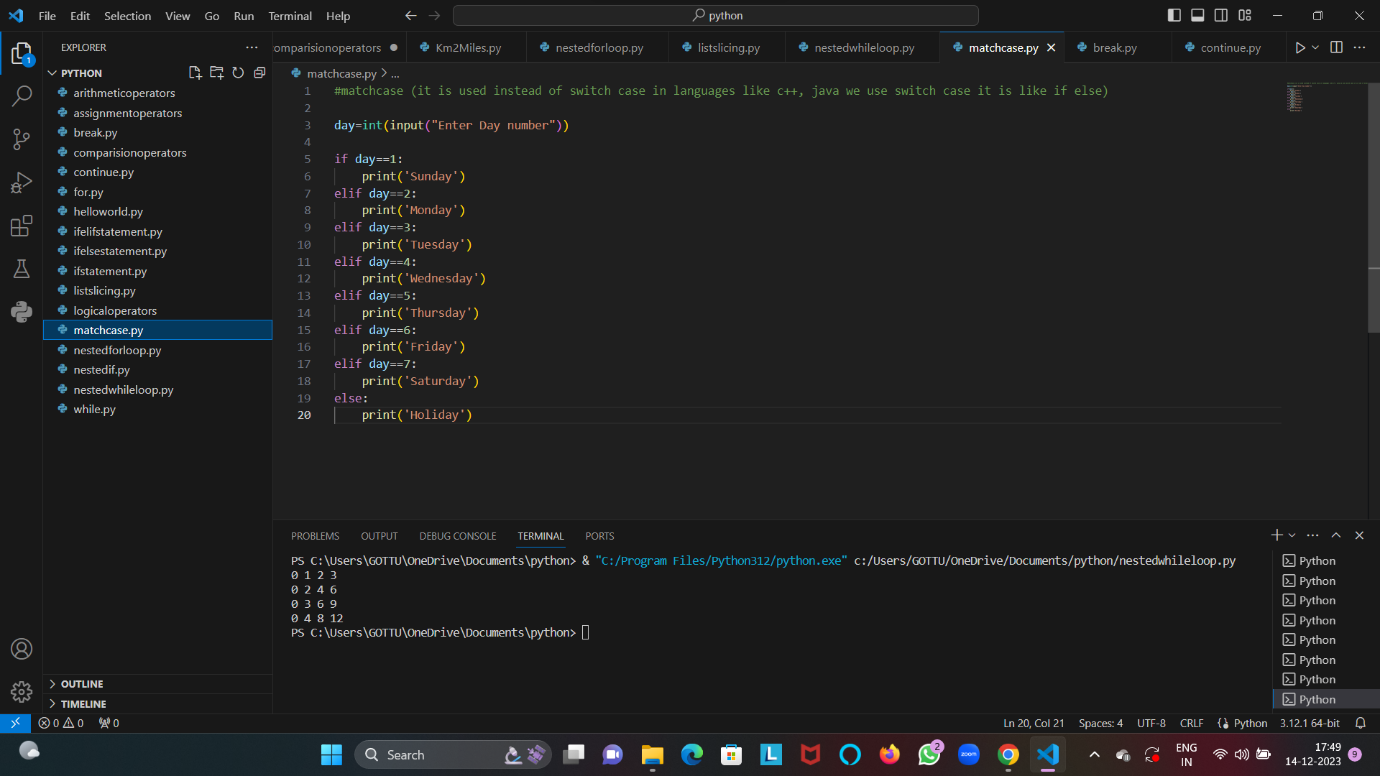 File Edit Selection View Go Run Terminal Help
python
EXPLORER
PYTHON
arithmeticoperators
assignmentoperators
break.py
comparisionoperators
continue.py
for.py
helloworld.py
ifelifstatement.py
ifelsestatement.py
ifstatement.py
listslicing.py
logicaloperators
matchcase.py
nestedforloop.py
nestedif.py
nestedwhileloop.py
while.py
OUTLINE
TIMELINE
omparisionoperators Km2Miles.py nestedforloop.py listslicing.py nestedwhileloop.py matchcase.py break.py continue.py
matchcase.py > ...
1 #matchcase (it is used instead of switch case in languages like c++, java we use switch case it is like if else)
2
3 day=int(input("Enter Day number"))
4
5 if day==1:
6 print('Sunday')
7 elif day==2:
8 print('Monday')
9 elif day==3:
10 print('Tuesday')
11 elif day==4:
12 print('Wednesday')
13 elif day==5:
14 print('Thursday')
15 elif day==6:
16 print('Friday')
17 elif day==7:
18 print('Saturday')
19 else:
20 print('Holiday')
PROBLEMS OUTPUT DEBUG CONSOLE TERMINAL PORTS
PS C:\Users\GOTTU\OneDrive\Documents\python> & "C:/Program Files/Python312/python.exe" c:/Users/GOTTU/OneDrive/Documents/python/nestedwhileloop.py
0 1 2 3
0 2 4 6
0 3 6 9
0 4 8 12
PS C:\Users\GOTTU\OneDrive\Documents\python>
Python
Python
Python
Python
Python
Python
Python
Python
0 0 0 Ln 20, Col 21 Spaces: 4 UTF-8 CRLF Python 3.12.1 64-bit
Search
zoom
2
ENG
IN
17:49
14-12-2023
9
1